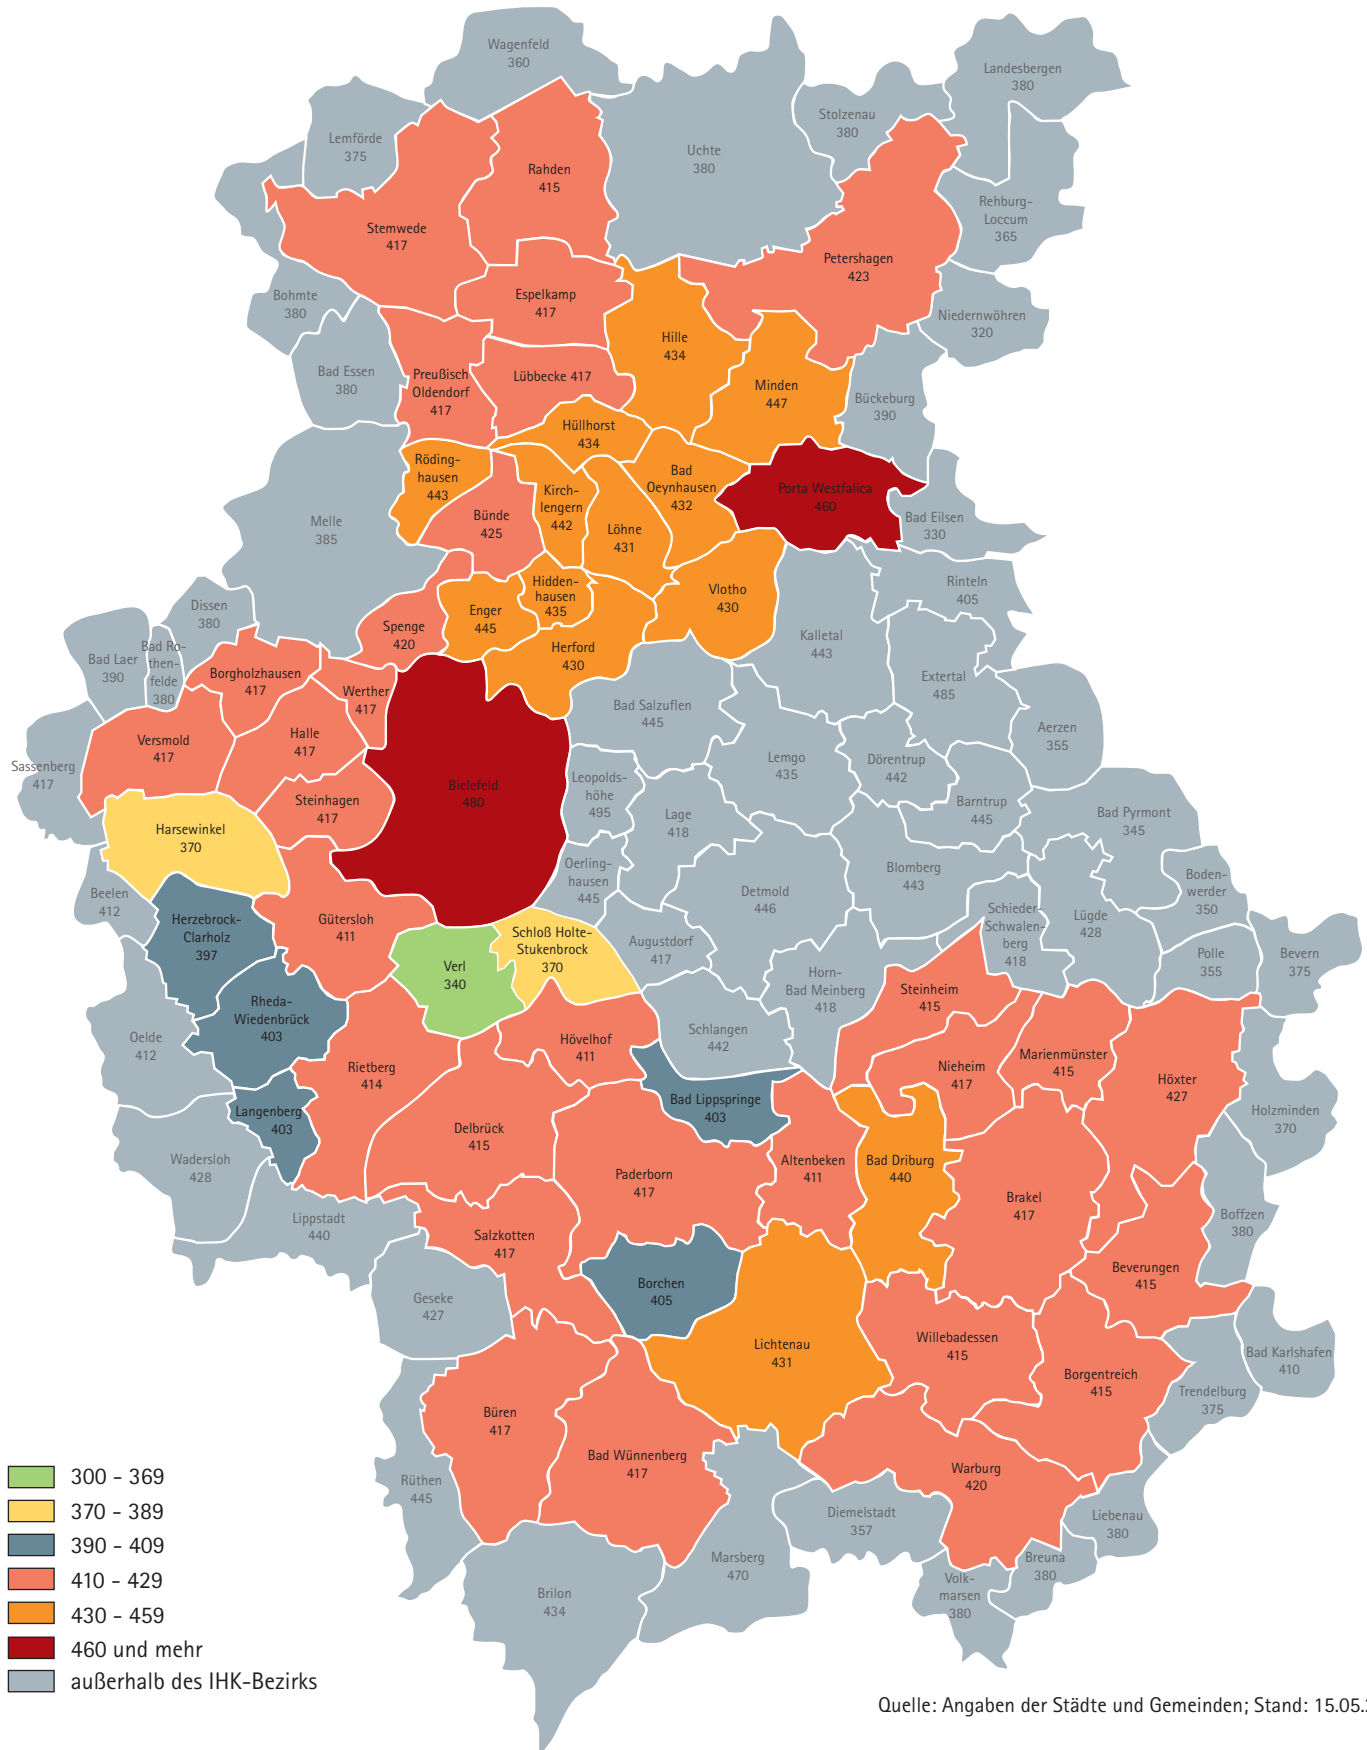 Wagenfeld
360
Landesbergen
380
Stolzenau
380
Lemförde
375
Uchte
380
Rahden
415
Rehburg-
Loccum
365
Stemwede
417
Petershagen
423
Bohmte
380
Espelkamp
417
Niedernwöhren
320
Hille
434
Bad Essen
380
Preußisch
Oldendorf
417
Lübbecke 417
Minden
447
Bückeburg
390
Hüllhorst
434
Röding-
hausen
443
Bad
Oeynhausen
432
Porta Westfalica
460
Kirch-
lengern
442
Melle
385
Bünde
425
Löhne
431
Bad Eilsen
330
Hidden-
hausen
435
Vlotho
430
Rinteln
405
Dissen
380
Enger
445
Spenge
420
Herford
430
Kalletal
443
Bad Laer
390
Bad Ro-
then-
felde
380
Borgholzhausen
417
Werther
417
Extertal
485
Bad Salzuflen
445
Aerzen
355
Versmold
417
Halle
417
Sassenberg
417
Bielefeld
480
Leopolds-
höhe
495
Lemgo
435
Dörentrup
442
Steinhagen
417
Barntrup
445
Bad Pyrmont
345
Lage
418
Harsewinkel
370
Oerling-
hausen
445
Blomberg
443
Boden-
werder
350
Beelen
412
Detmold
446
Herzebrock-
Clarholz
397
Gütersloh
411
Schloß Holte-
Stukenbrock
370
Augustdorf
417
Schieder-
Schwalen-
berg
418
Lügde
428
Polle
355
Bevern
375
Verl
340
Horn-
Bad Meinberg
418
Steinheim
415
Rheda-
Wiedenbrück
403
Oelde
412
Schlangen
442
Hövelhof
411
Rietberg
414
Nieheim
417
Marienmünster
415
Höxter
427
Langenberg
403
Bad Lippspringe
403
Holzminden
370
Delbrück
415
Wadersloh
428
Paderborn
417
Altenbeken
411
Bad Driburg
440
Brakel
417
Boffzen
380
Lippstadt
440
Salzkotten
417
Beverungen
415
Borchen
405
Geseke
427
Lichtenau
431
Willebadessen
415
Bad Karlshafen
410
Borgentreich
415
Trendelburg
375
Büren
417
Bad Wünnenberg
417
Warburg
420
Rüthen
445
Diemelstadt
357
Liebenau
380
Marsberg
470
Breuna
380
Volk-
marsen
380
Brilon
434
300 - 369
370 - 389
390 - 409
410 - 429
430 - 459
460 und mehr
außerhalb des IHK-Bezirks
Quelle: Angaben der Städte und Gemeinden; Stand: 15.05.